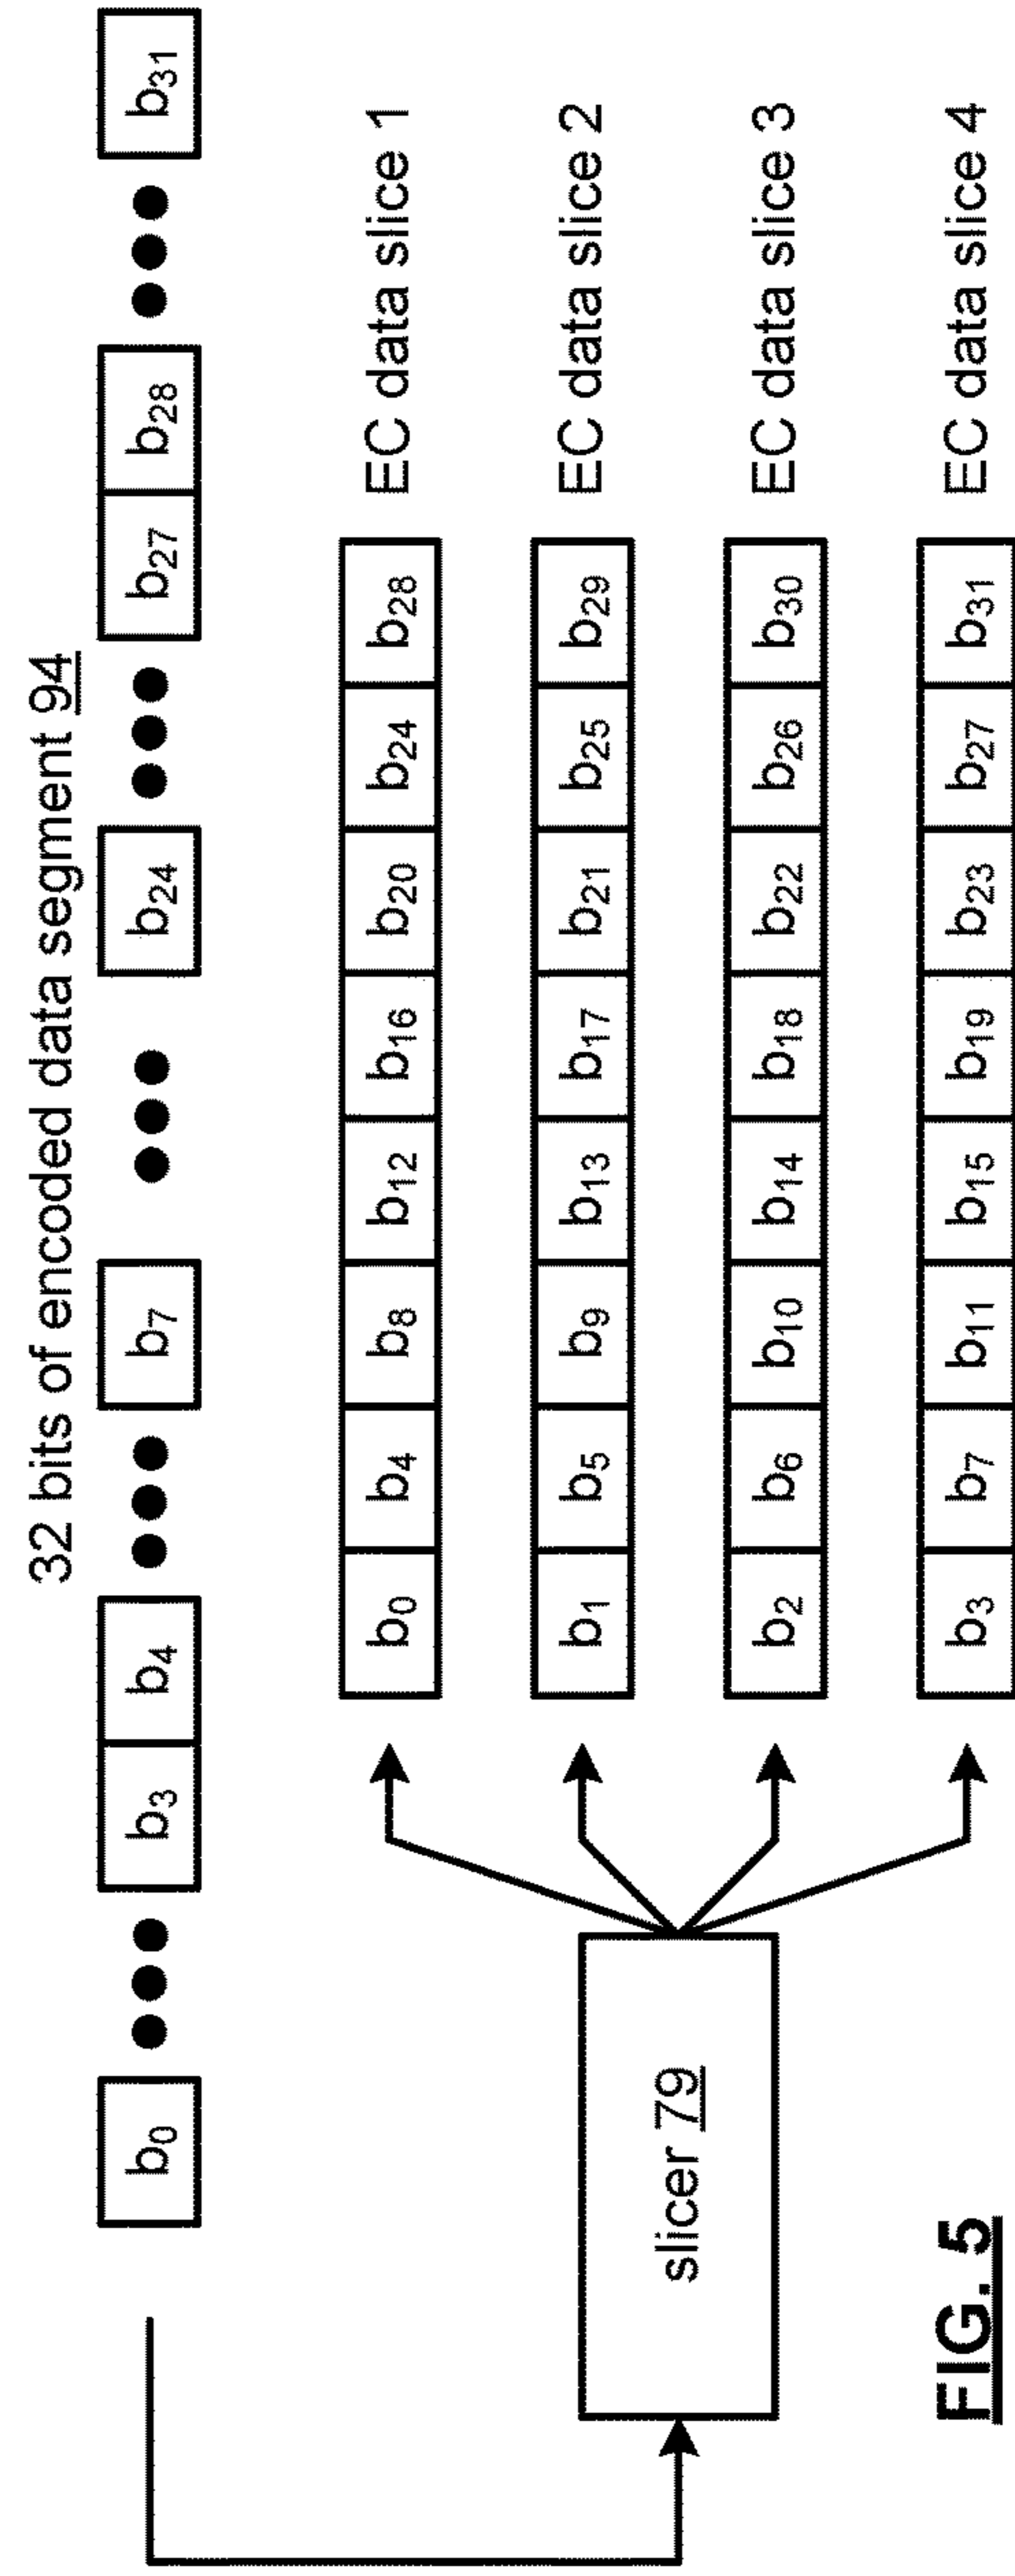 32 bits of encoded data segment 94
b0 ●●● b3 b4 ●●● b7 ●●● b24 ●●● b27 b28 ●●● b31
b0 b4 b8 b12 b16 b20 b24 b28 EC data slice 1
b1 b5 b9 b13 b17 b21 b25 b29 EC data slice 2
slicer 79
b2 b6 b10 b14 b18 b22 b26 b30 EC data slice 3
b3 b7 b11 b15 b19 b23 b27 b31 EC data slice 4
FIG. 5